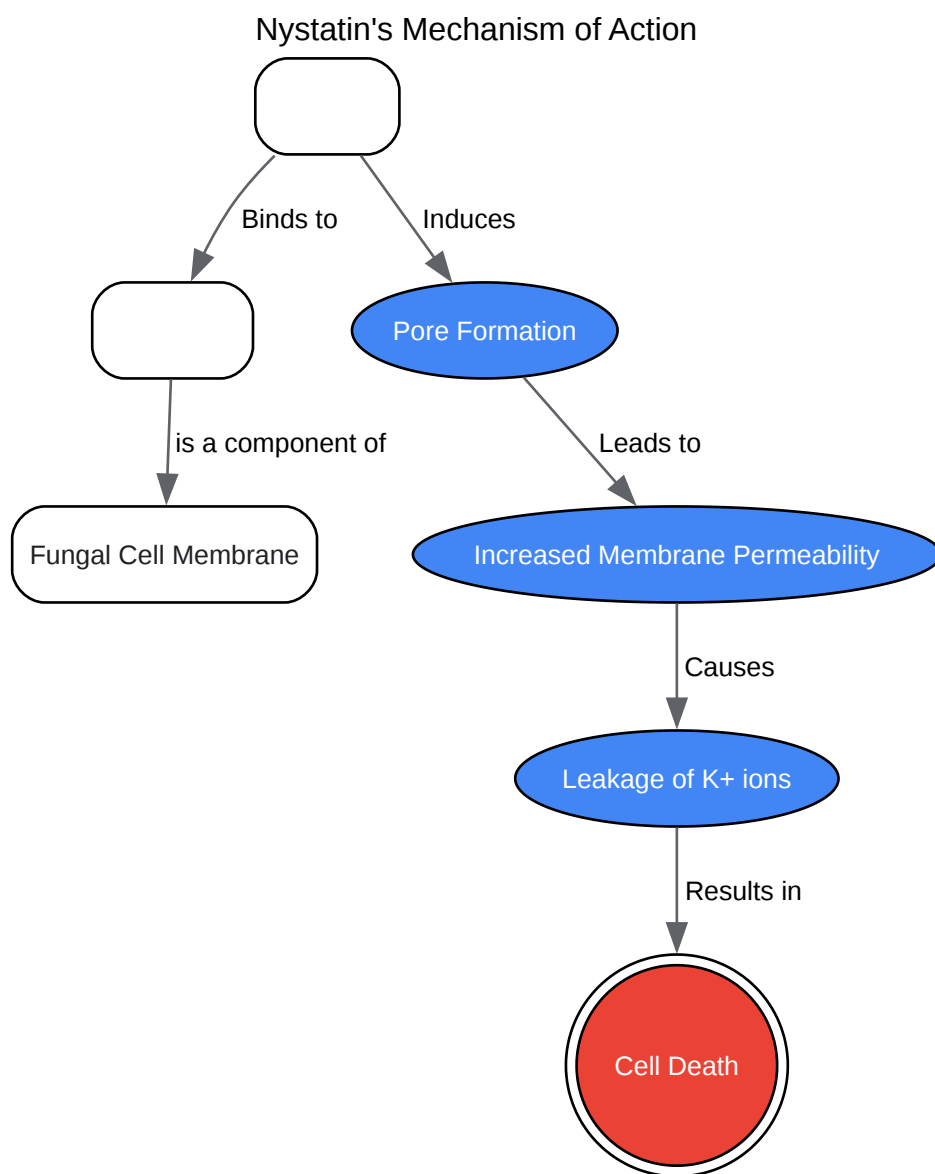 Nystatin's Mechanism of Action
Binds to
Induces
Pore Formation
is a component of
Leads to
Fungal Cell Membrane
Increased Membrane Permeability
Causes
Leakage of K+ ions
Results in
Cell Death